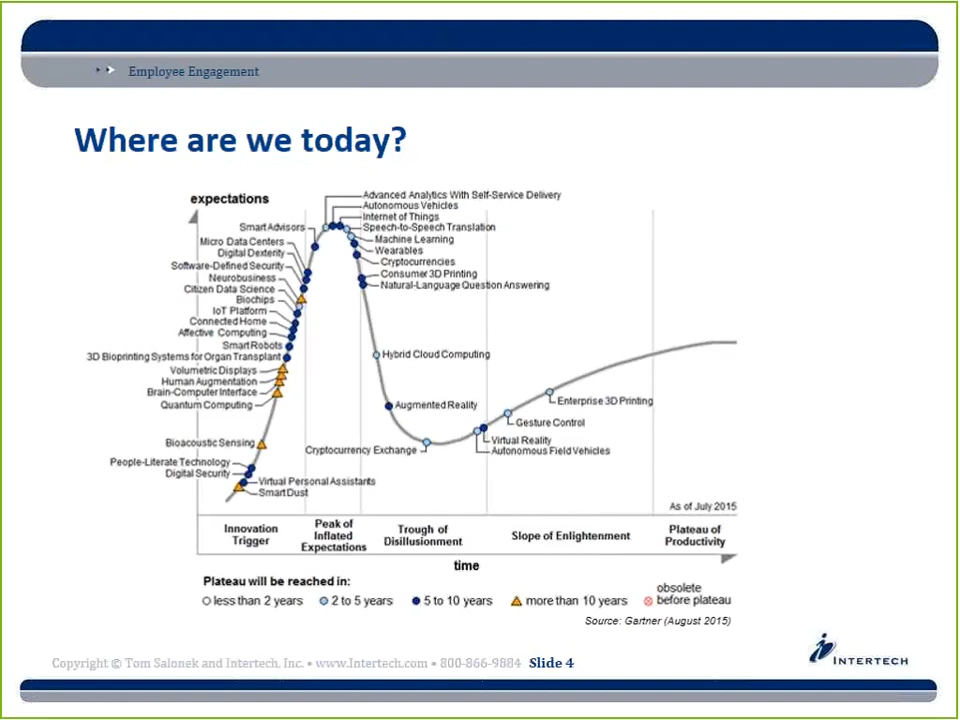 Employee Engagement
Where are we today?
expectations
Advanced Analytics With Self-Service Delivery
Autonomous Vehicles
Internet of Things
Speech-to-Speech Translation
Machine Learning
Wearables
Cryptocurrencies
Consumer 3D Printing
Natural-Language Question Answering
Smart Advisors
Micro Data Centers
Digital Dexterity
Software-Defined Security
Neurobusiness
Citizen Data Science
Biochips
IoT Platform
Connected Home
Affective Computing
Smart Robots
3D Bioprinting Systems for Organ Transplant
Volumetric Displays
Human Augmentation
Brain-Computer Interface
Quantum Computing
Bioacoustic Sensing
People-Literate Technology
Digital Security
Virtual Personal Assistants
Smart Dust
Hybrid Cloud Computing
Augmented Reality
Cryptocurrency Exchange
Enterprise 3D Printing
Gesture Control
Virtual Reality
Autonomous Field Vehicles
As of July 2015
Innovation
Trigger
Peak of
Inflated
Expectations
Trough of
Disillusionment
Slope of Enlightenment
Plateau of
Productivity
time
Plateau will be reached in:
less than 2 years
2 to 5 years
5 to 10 years
more than 10 years
obsolete
before plateau
Source: Gartner (August 2015)
Copyright © Tom Salonek and Intertech, Inc. • www.Intertech.com • 800-866-9884 Slide 4
INTERTECH